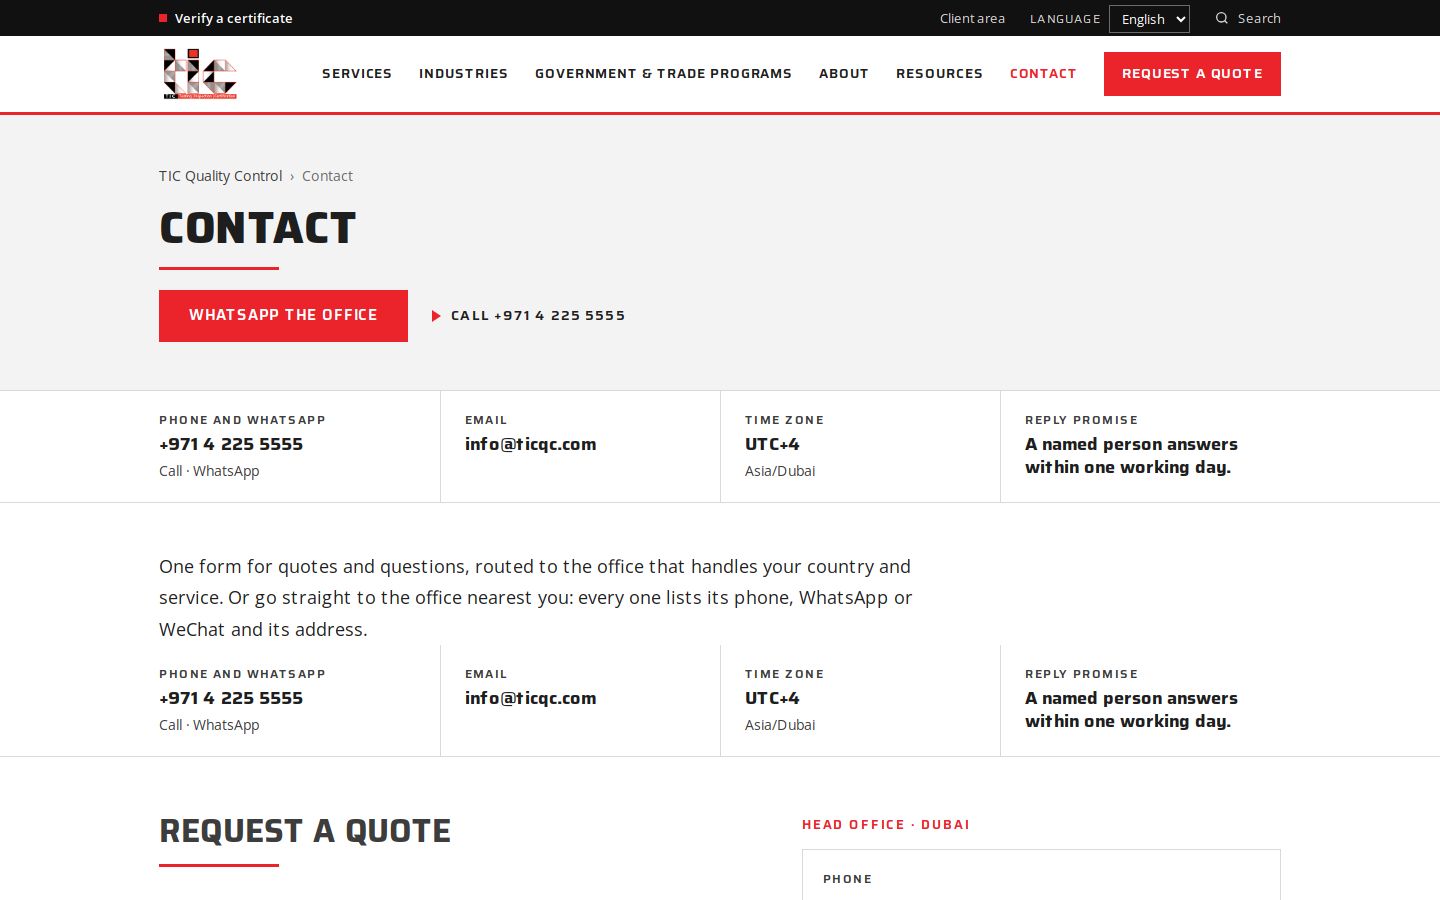 Verify a certificate
Client area
LANGUAGE
English
Search
tic
SERVICES
INDUSTRIES
GOVERNMENT & TRADE PROGRAMS
ABOUT
RESOURCES
CONTACT
REQUEST A QUOTE
TIC Quality Control › Contact
CONTACT
WHATSAPP THE OFFICE
CALL +971 4 225 5555
PHONE AND WHATSAPP
+971 4 225 5555
Call · WhatsApp
EMAIL
info@ticqc.com
TIME ZONE
UTC+4
Asia/Dubai
REPLY PROMISE
A named person answers
within one working day.
One form for quotes and questions, routed to the office that handles your country and
service. Or go straight to the office nearest you: every one lists its phone, WhatsApp or
WeChat and its address.
PHONE AND WHATSAPP
+971 4 225 5555
Call · WhatsApp
EMAIL
info@ticqc.com
TIME ZONE
UTC+4
Asia/Dubai
REPLY PROMISE
A named person answers
within one working day.
REQUEST A QUOTE
HEAD OFFICE · DUBAI
PHONE